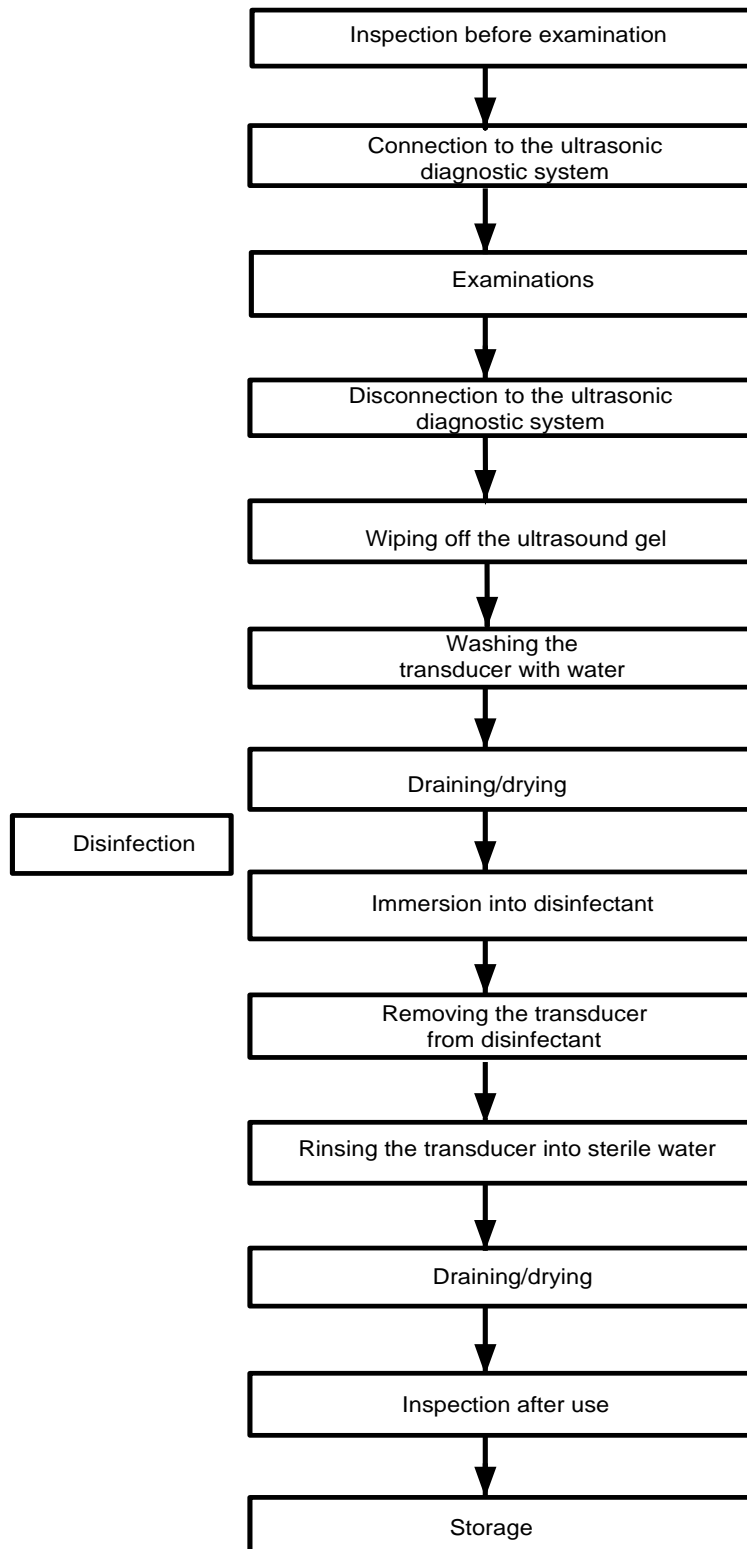 Inspection before examination
Connection to the ultrasonic
diagnostic system
Examinations
Disconnection to the ultrasonic
diagnostic system
Wiping off the ultrasound gel
Washing the
transducer with water
Draining/drying
Disinfection
Immersion into disinfectant
Removing the transducer
from disinfectant
Rinsing the transducer into sterile water
Draining/drying
Inspection after use
Storage